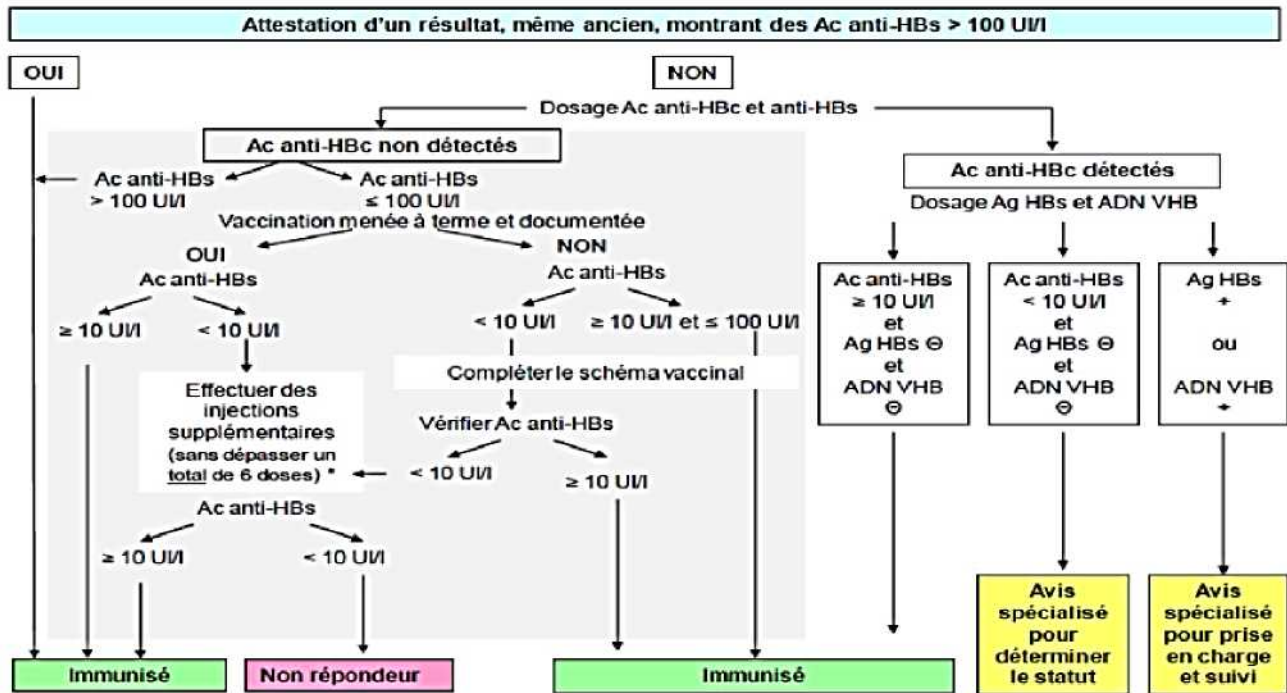 Attestation d'un résultat, même ancien, montrant des Ac anti-HBs > 100 UI/l
OUI
NON
Dosage Ac anti-HBc et anti-HBs
Ac anti-HBc non détectés
Ac anti-HBs
> 100 UI/l
Ac anti-HBs
≤ 100 UI/l
Vaccination menée à terme et documentée
OUI
Ac anti-HBs
≥ 10 UI/l
< 10 UI/l
Effectuer des
injections
supplémentaires
(sans dépasser un
total de 6 doses) *
NON
Ac anti-HBs
< 10 UI/l
≥ 10 UI/l et ≤ 100 UI/l
Compléter le schéma vaccinal
Vérifier Ac anti-HBs
< 10 UI/l
≥ 10 UI/l
Ac anti-HBs
≥ 10 UI/l
< 10 UI/l
Ac anti-HBc détectés
Dosage Ag HBs et ADN VHB
Ac anti-HBs
≥ 10 UI/l
et
Ag HBs ⊖
et
ADN VHB
⊖
Ac anti-HBs
< 10 UI/l
et
Ag HBs ⊖
et
ADN VHB
⊖
Ag HBs
+
ou
ADN VHB
+
Immunisé
Non répondeur
Immunisé
Avis
spécialisé
pour
déterminer
le statut
Avis
spécialisé
pour prise
en charge
et suivi